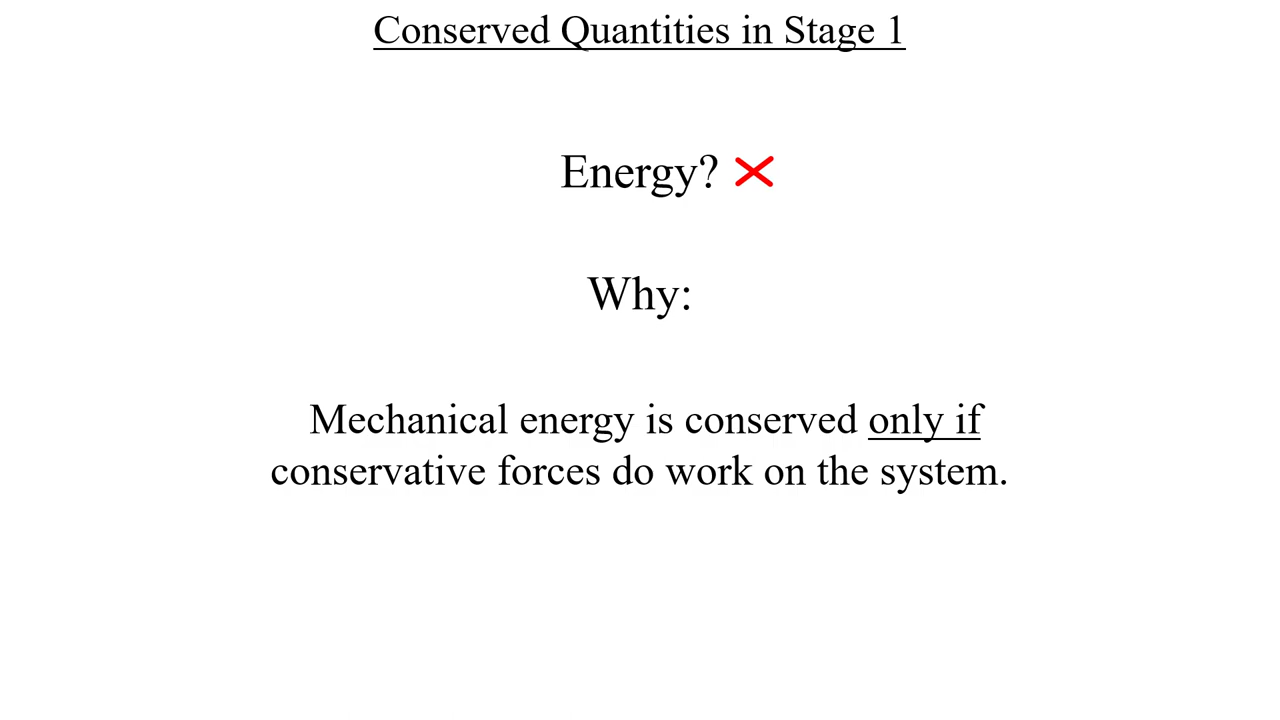 Conserved Quantities in Stage 1
Energy?
Why:
Mechanical energy is conserved only if
conservative forces do work on the system.